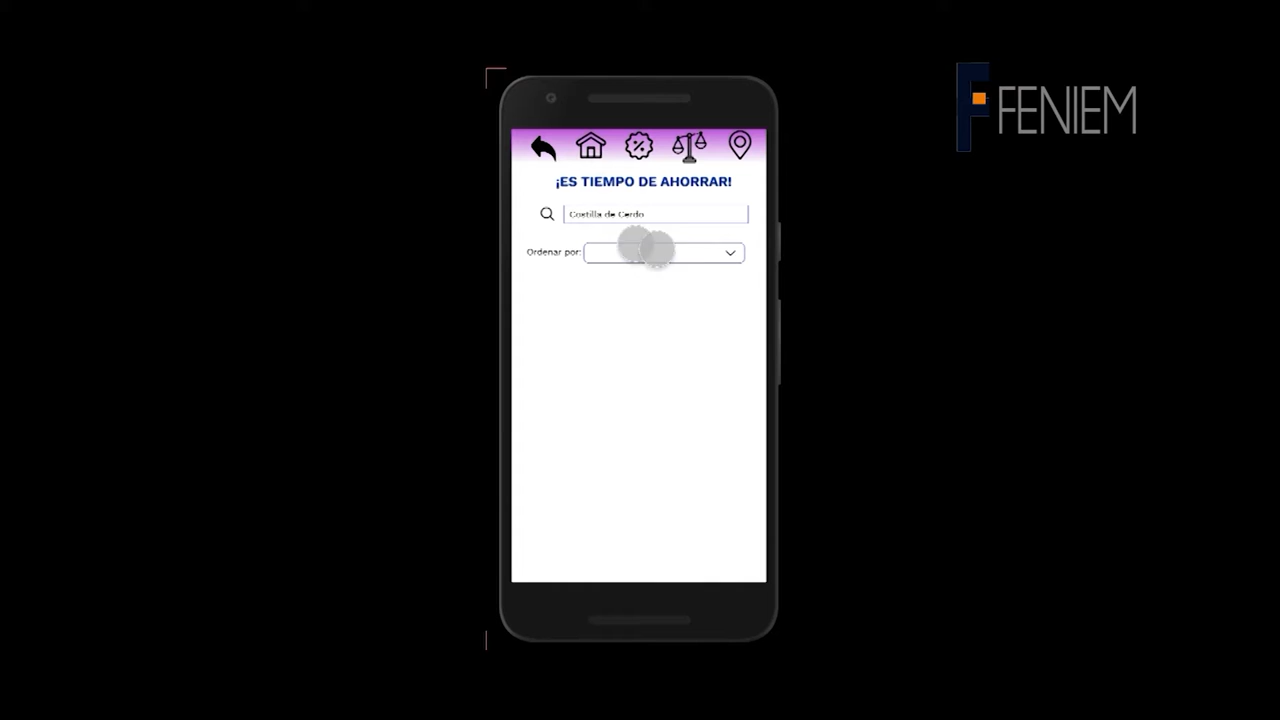 FENIEM
¡ES TIEMPO DE AHORRAR!
Costilla de Cerdo
Ordenar por: